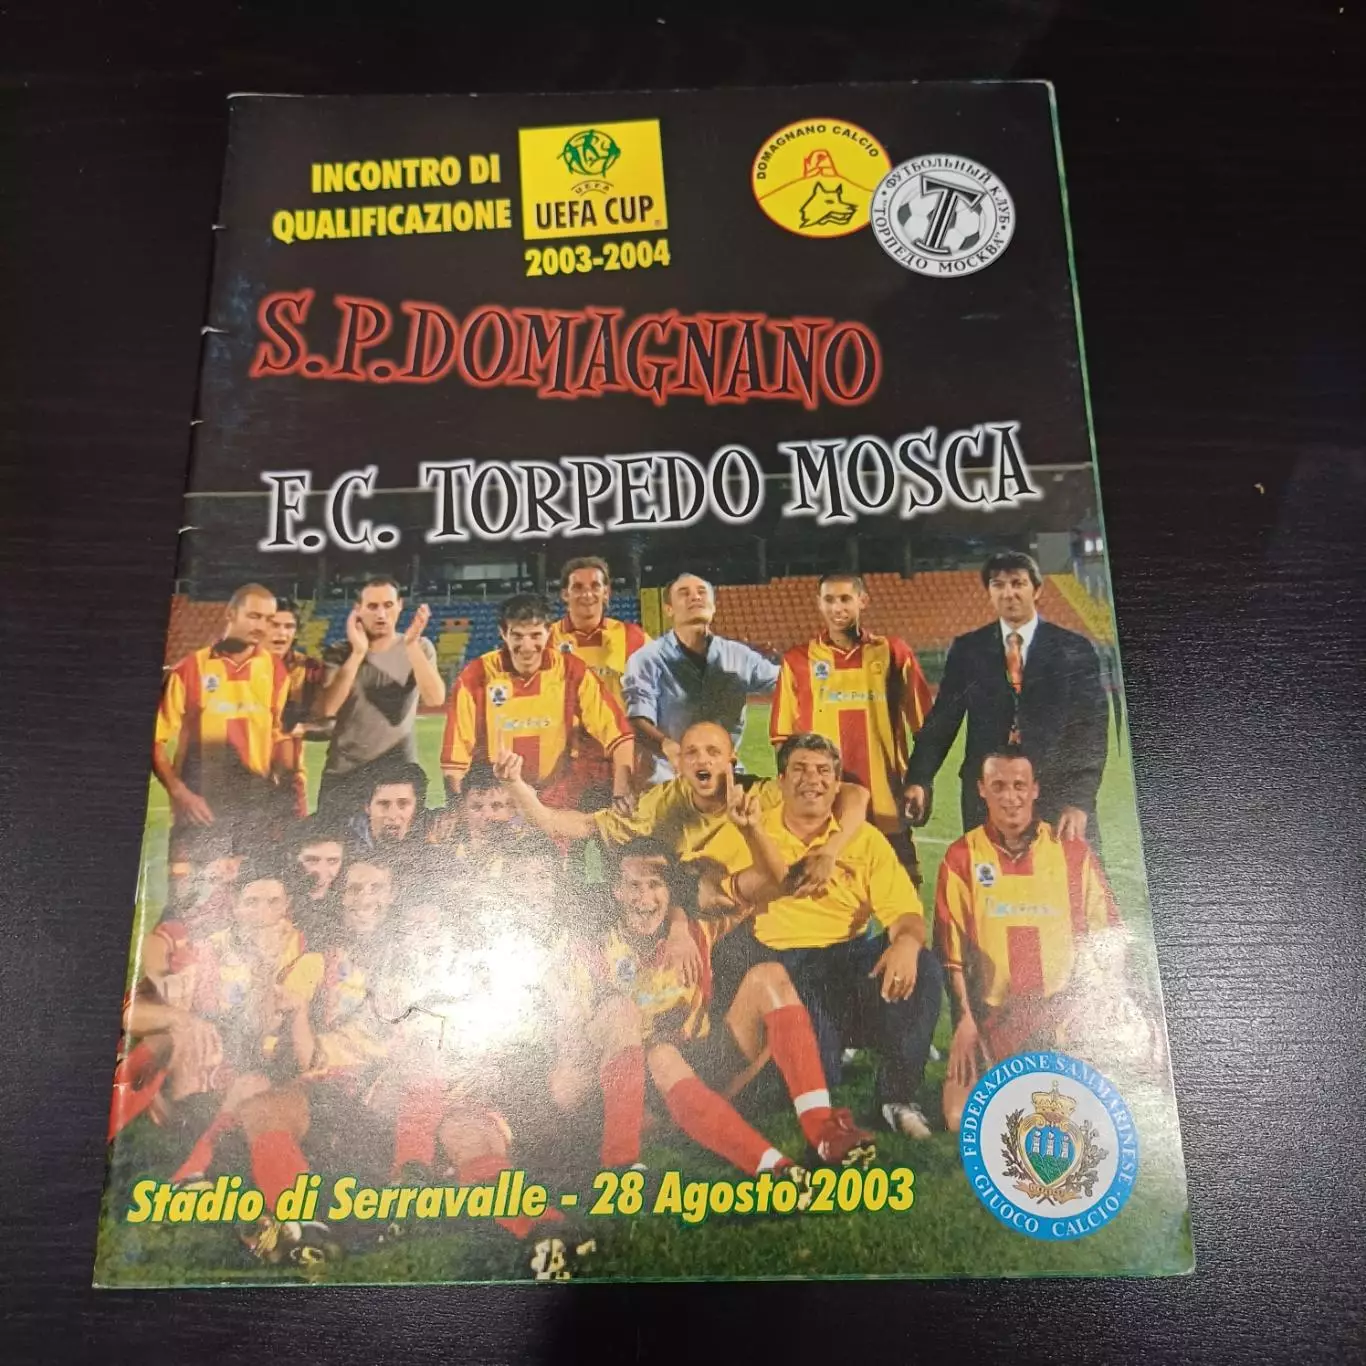 INCONTRO DI
QUALIFICAZIONE
UEFA
UEFA CUP
2003-2004
DOMAGNANO CALCIO
ФУТБОЛЬНЫЙ КЛУБ
"ТОРПЕДО МОСКВА"
Т
S.P.DOMAGNANO
F.C. TORPEDO MOSCA
Stadio di Serravalle - 28 Agosto 2003
FEDERAZIONE SAMMARINESE
GIUOCO CALCIO